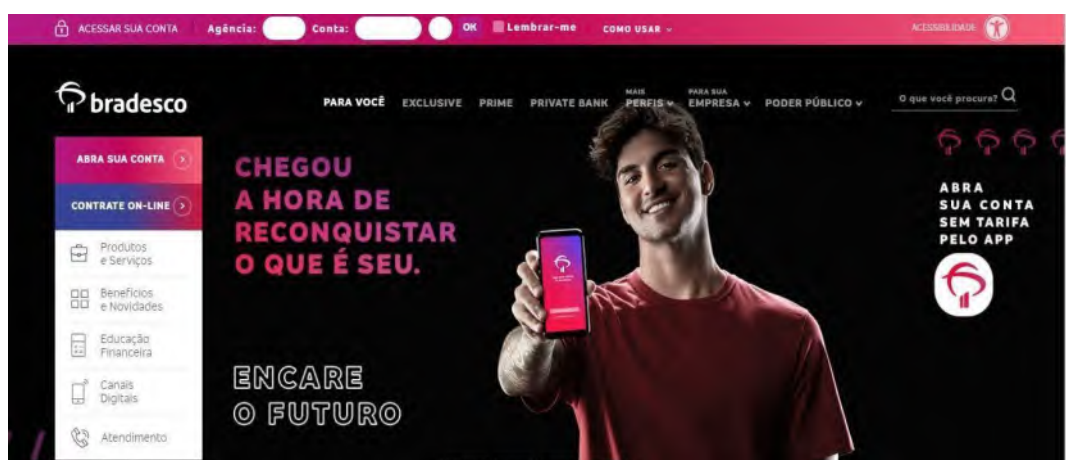 ACESSAR SUA CONTA Agência: Conta: OK Lembrar-me COMO USAR ACESSIBILIDADE
bradesco
PARA VOCÊ EXCLUSIVE PRIME PRIVATE BANK MAIS PERFIS PARA SUA EMPRESA PODER PÚBLICO O que você procura?
ABRA SUA CONTA
CONTRATE ON-LINE
Produtos
e Serviços
Benefícios
e Novidades
Educação
Financeira
Canais
Digitais
Atendimento
CHEGOU
A HORA DE
RECONQUISTAR
O QUE É SEU.
ENCARE
O FUTURO
ABRA
SUA CONTA
SEM TARIFA
PELO APP